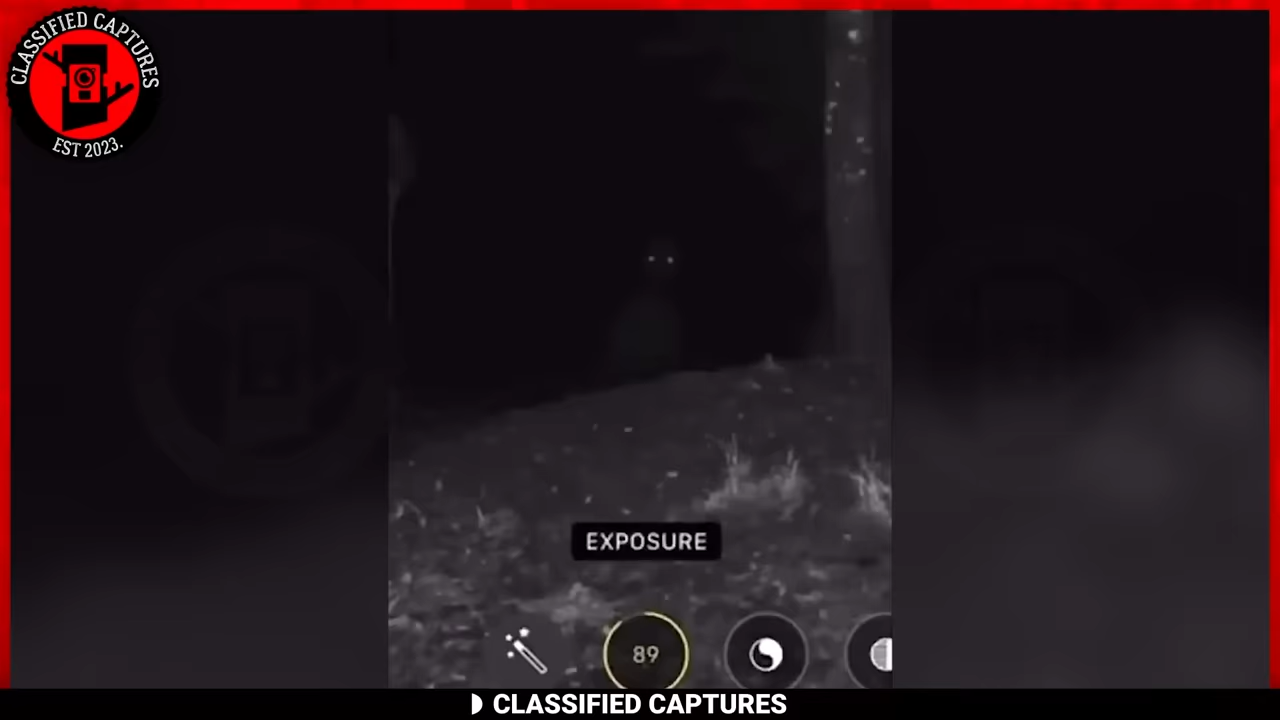 CLASSIFIED CAPTURES
EST 2023.
EXPOSURE
89
CLASSIFIED CAPTURES